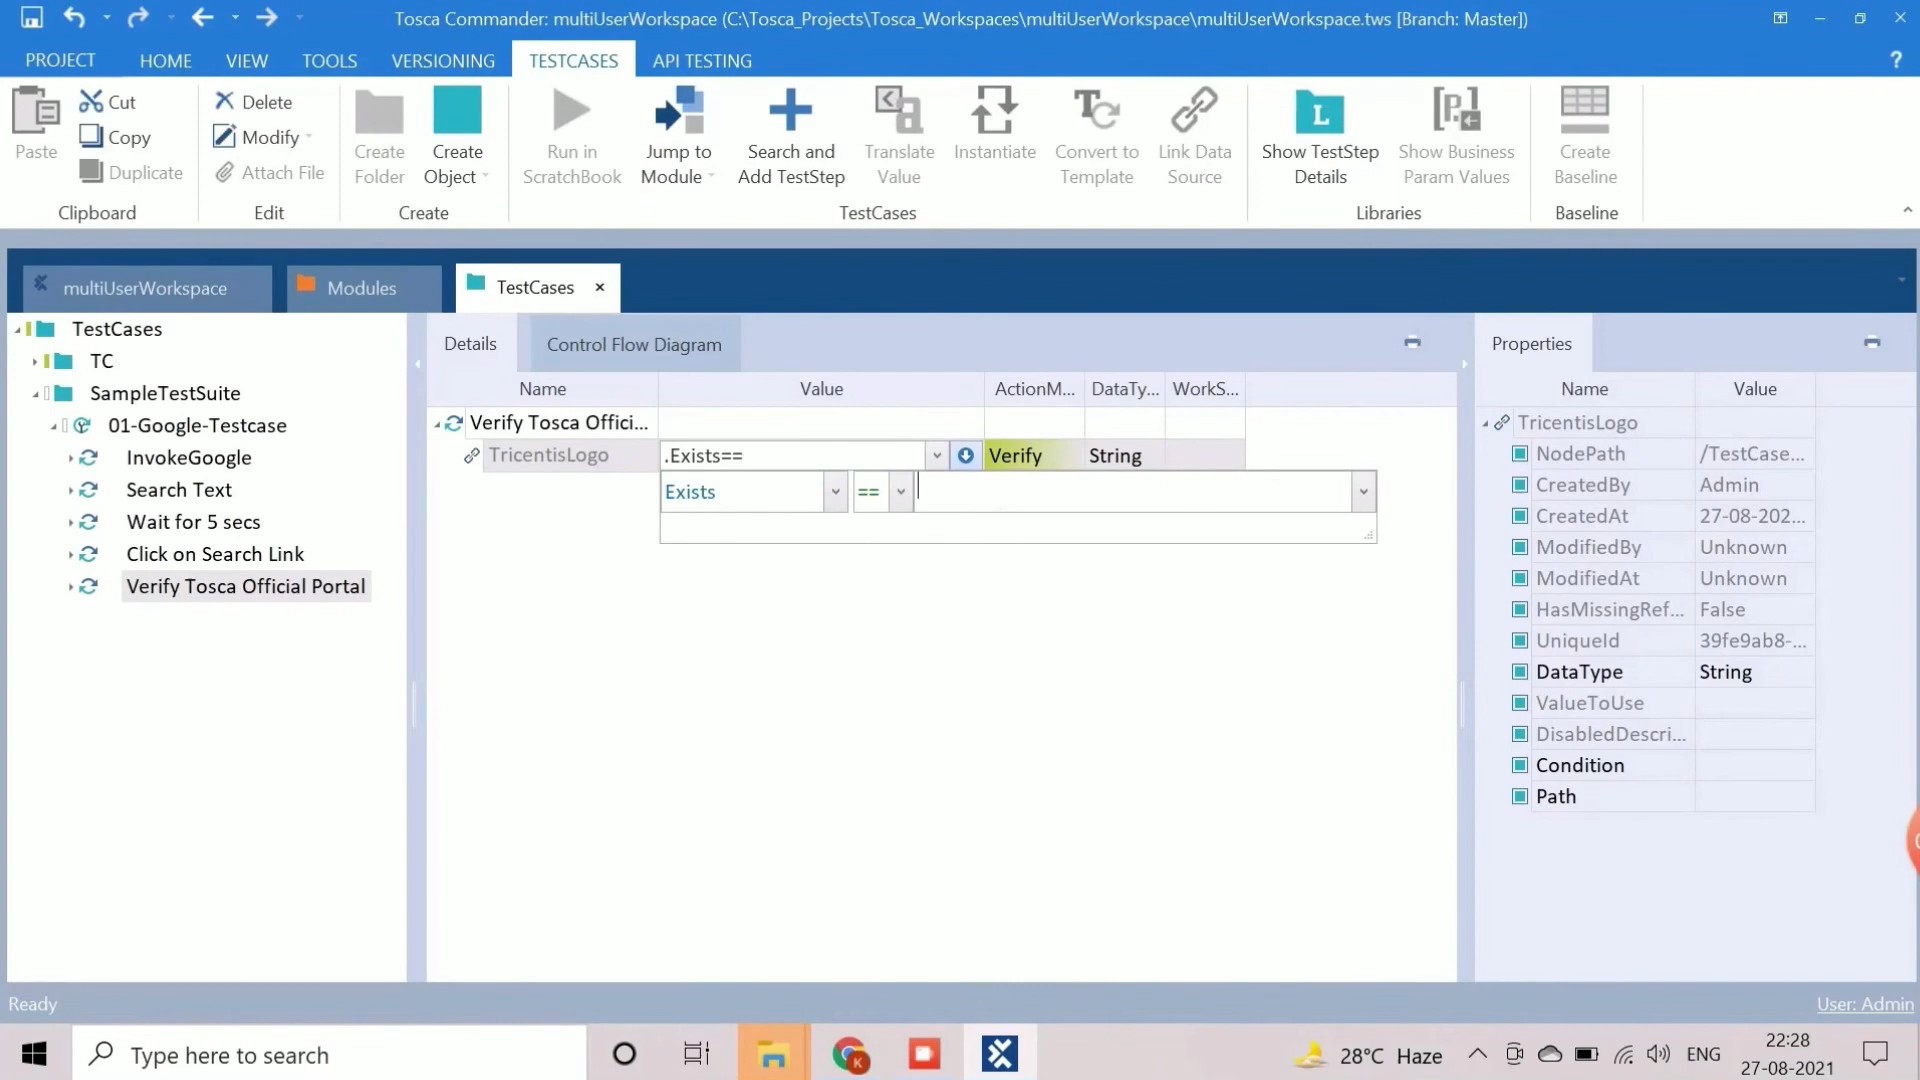 Tosca Commander: multiUserWorkspace (C:\Tosca_Projects\Tosca_Workspaces\multiUserWorkspace\multiUserWorkspace.tws [Branch: Master])
PROJECT HOME VIEW TOOLS VERSIONING TESTCASES API TESTING ?
Paste
Cut
Copy
Duplicate
Clipboard
Delete
Modify
Attach File
Edit
Create Folder
Create Object
Create
Run in ScratchBook
Jump to Module
Search and Add TestStep
Translate Value
Instantiate
Convert to Template
Link Data Source
TestCases
Show TestStep Details
Show Business Param Values
Libraries
Create Baseline
Baseline
multiUserWorkspace Modules TestCases
TestCases
TC
SampleTestSuite
01-Google-Testcase
InvokeGoogle
Search Text
Wait for 5 secs
Click on Search Link
Verify Tosca Official Portal
Details Control Flow Diagram
Name Value ActionM... DataTy... WorkS...
Verify Tosca Offici...
TricentisLogo .Exists== Verify String
Exists ==
Properties
Name Value
TricentisLogo
NodePath /TestCase...
CreatedBy Admin
CreatedAt 27-08-202...
ModifiedBy Unknown
ModifiedAt Unknown
HasMissingRef... False
UniqueId 39fe9ab8-...
DataType String
ValueToUse
DisabledDescri...
Condition
Path
Ready User: Admin
Type here to search
28°C Haze
ENG
22:28
27-08-2021